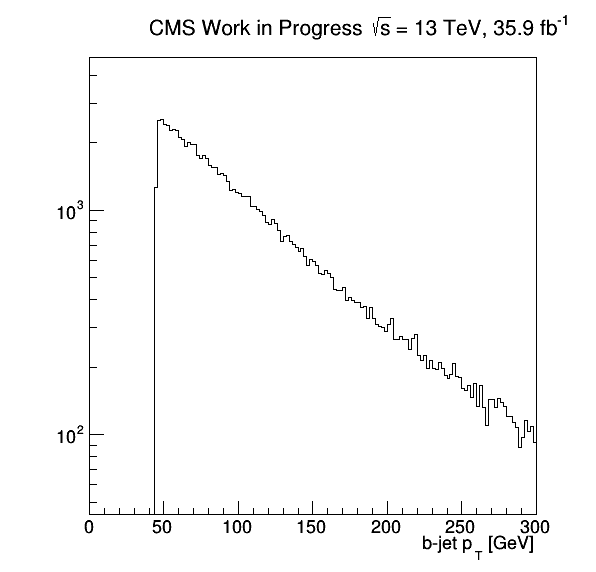 CMS Work in Progress √s = 13 TeV, 35.9 fb⁻¹
10³
10²
0 50 100 150 200 250 300
b-jet p_T [GeV]